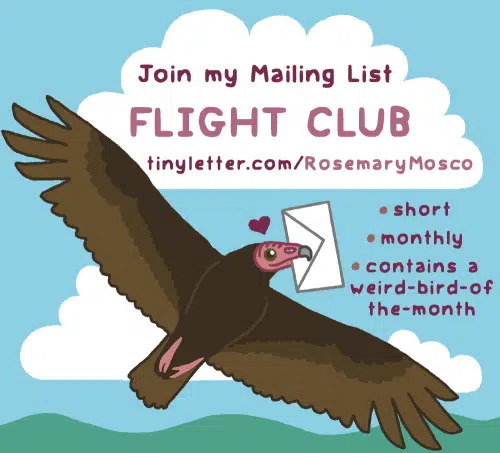 Join my Mailing List
FLIGHT CLUB
tinyletter.com/RosemaryMosco
• short
• monthly
• contains a
weird-bird-of
the-month